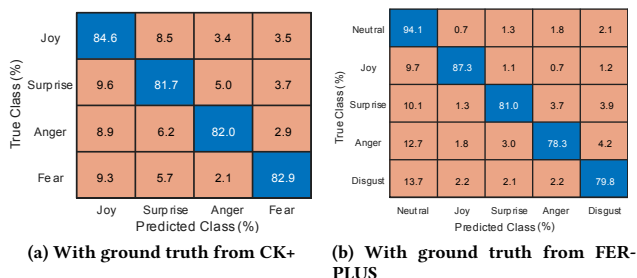 Joy 84.6 8.5 3.4 3.5
Surprise 9.6 81.7 5.0 3.7
Anger 8.9 6.2 82.0 2.9
Fear 9.3 5.7 2.1 82.9
True Class (%)
Joy Surprise Anger Fear
Predicted Class (%)
(a) With ground truth from CK+
Neutral 94.1 0.7 1.3 1.8 2.1
Joy 9.7 87.3 1.1 0.7 1.2
Surprise 10.1 1.3 81.0 3.7 3.9
Anger 12.7 1.8 3.0 78.3 4.2
Disgust 13.7 2.2 2.1 2.2 79.8
True Class (%)
Neutral Joy Surprise Anger Disgust
Predicted Class (%)
(b) With ground truth from FER-
PLUS